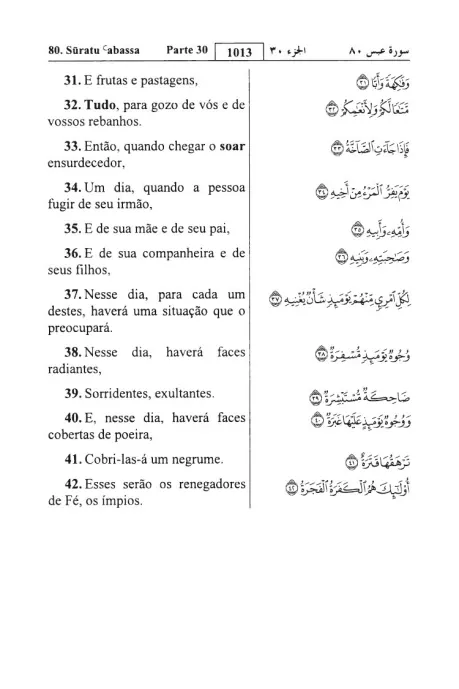 80. Sūratu ᶜabassa Parte 30 1013 الجزء ٣٠ سورة عبس ٨٠
31. E frutas e pastagens,
وَفَٰكِهَةً وَأَبًّا ٣١
32. Tudo, para gozo de vós e de
vossos rebanhos.
مَّتَٰعًا لَّكُمْ وَلِأَنْعَٰمِكُمْ ٣٢
33. Então, quando chegar o soar
ensurdecedor,
فَإِذَا جَآءَتِ ٱلصَّآخَّةُ ٣٣
34. Um dia, quando a pessoa
fugir de seu irmão,
يَوْمَ يَفِرُّ ٱلْمَرْءُ مِنْ أَخِيهِ ٣٤
35. E de sua mãe e de seu pai,
وَأُمِّهِۦ وَأَبِيهِ ٣٥
36. E de sua companheira e de
seus filhos,
وَصَٰحِبَتِهِۦ وَبَنِيهِ ٣٦
37. Nesse dia, para cada um
destes, haverá uma situação que o
preocupará.
لِكُلِّ ٱمْرِئٍ مِّنْهُمْ يَوْمَئِذٍ شَأْنٌ يُغْنِيهِ ٣٧
38. Nesse dia, haverá faces
radiantes,
وُجُوهٌ يَوْمَئِذٍ مُّسْفِرَةٌ ٣٨
39. Sorridentes, exultantes.
ضَاحِكَةٌ مُّسْتَبْشِرَةٌ ٣٩
40. E, nesse dia, haverá faces
cobertas de poeira,
وَوُجُوهٌ يَوْمَئِذٍ عَلَيْهَا غَبَرَةٌ ٤٠
41. Cobri-las-á um negrume.
تَرْهَقُهَا قَتَرَةٌ ٤١
42. Esses serão os renegadores
de Fé, os ímpios.
أُو۟لَٰٓئِكَ هُمُ ٱلْكَفَرَةُ ٱلْفَجَرَةُ ٤٢